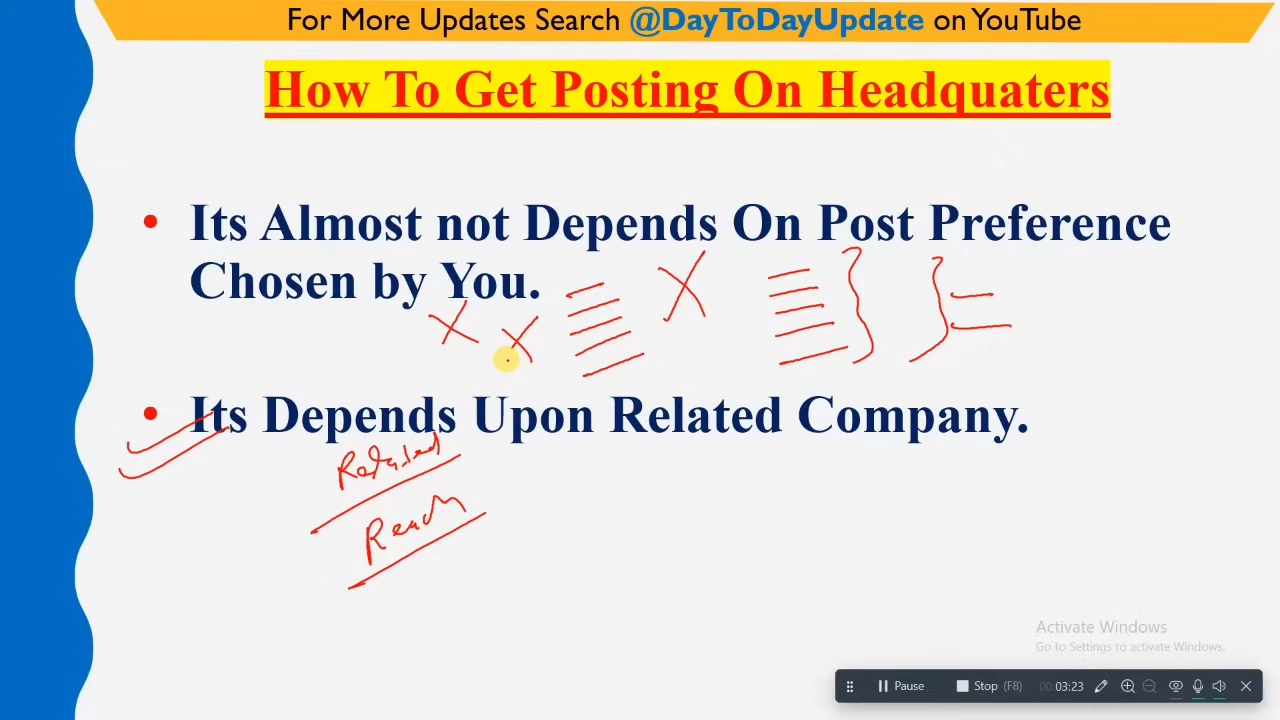 For More Updates Search @DayToDayUpdate on YouTube
How To Get Posting On Headquaters
• Its Almost not Depends On Post Preference
Chosen by You.
• Its Depends Upon Related Company.
Related
Ready
Activate Windows
Go to Settings to activate Windows.
Pause Stop (F8) 00:03:23